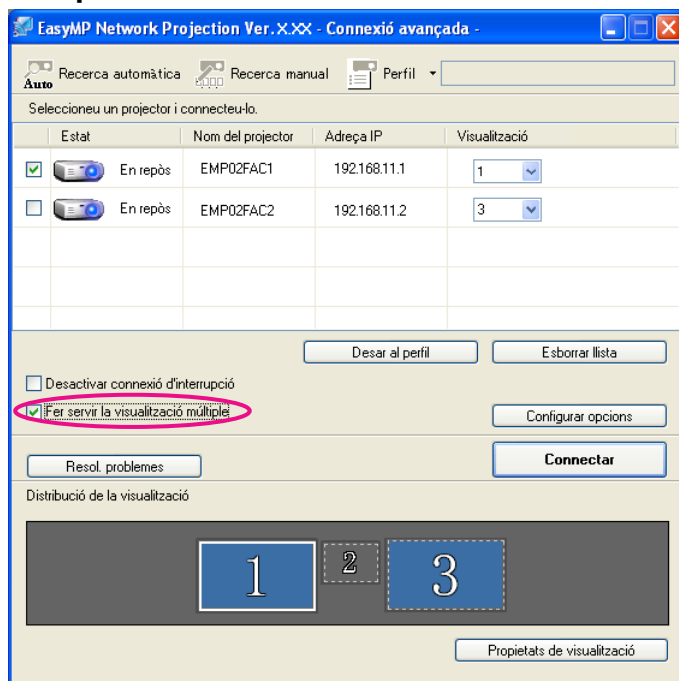 EasyMP Network Projection Ver. X.XX - Connexió avançada -
Auto Recerca automàtica Recerca manual Perfil
Seleccioneu un projector i connecteu-lo.
Estat Nom del projector Adreça IP Visualització
En repòs EMP02FAC1 192.168.11.1 1
En repòs EMP02FAC2 192.168.11.2 3
Desar al perfil Esborrar llista
Desactivar connexió d'interrupció
Fer servir la visualització múltiple
Configurar opcions
Resol. problemes Connectar
Distribució de la visualització
1 2 3
Propietats de visualització